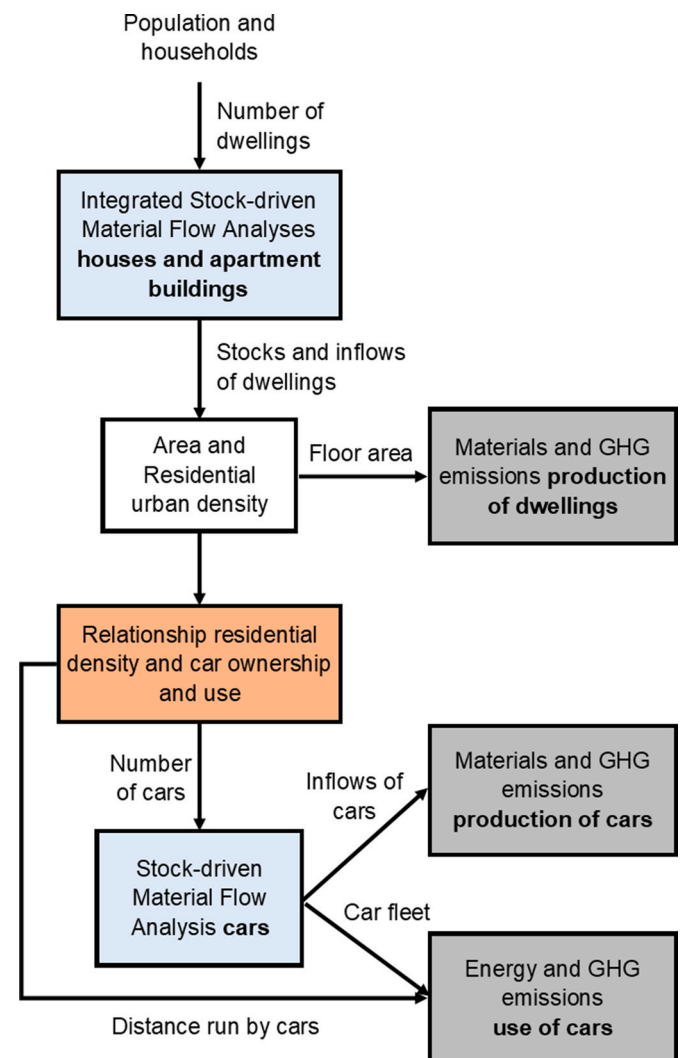 Population and
households
Number of
dwellings
Integrated Stock-driven
Material Flow Analyses
houses and apartment
buildings
Stocks and inflows
of dwellings
Area and
Residential
urban density
Floor area
Materials and GHG
emissions production
of dwellings
Relationship residential
density and car ownership
and use
Number
of cars
Inflows of
cars
Materials and GHG
emissions
production of cars
Stock-driven
Material Flow
Analysis cars
Car fleet
Energy and GHG
emissions
use of cars
Distance run by cars